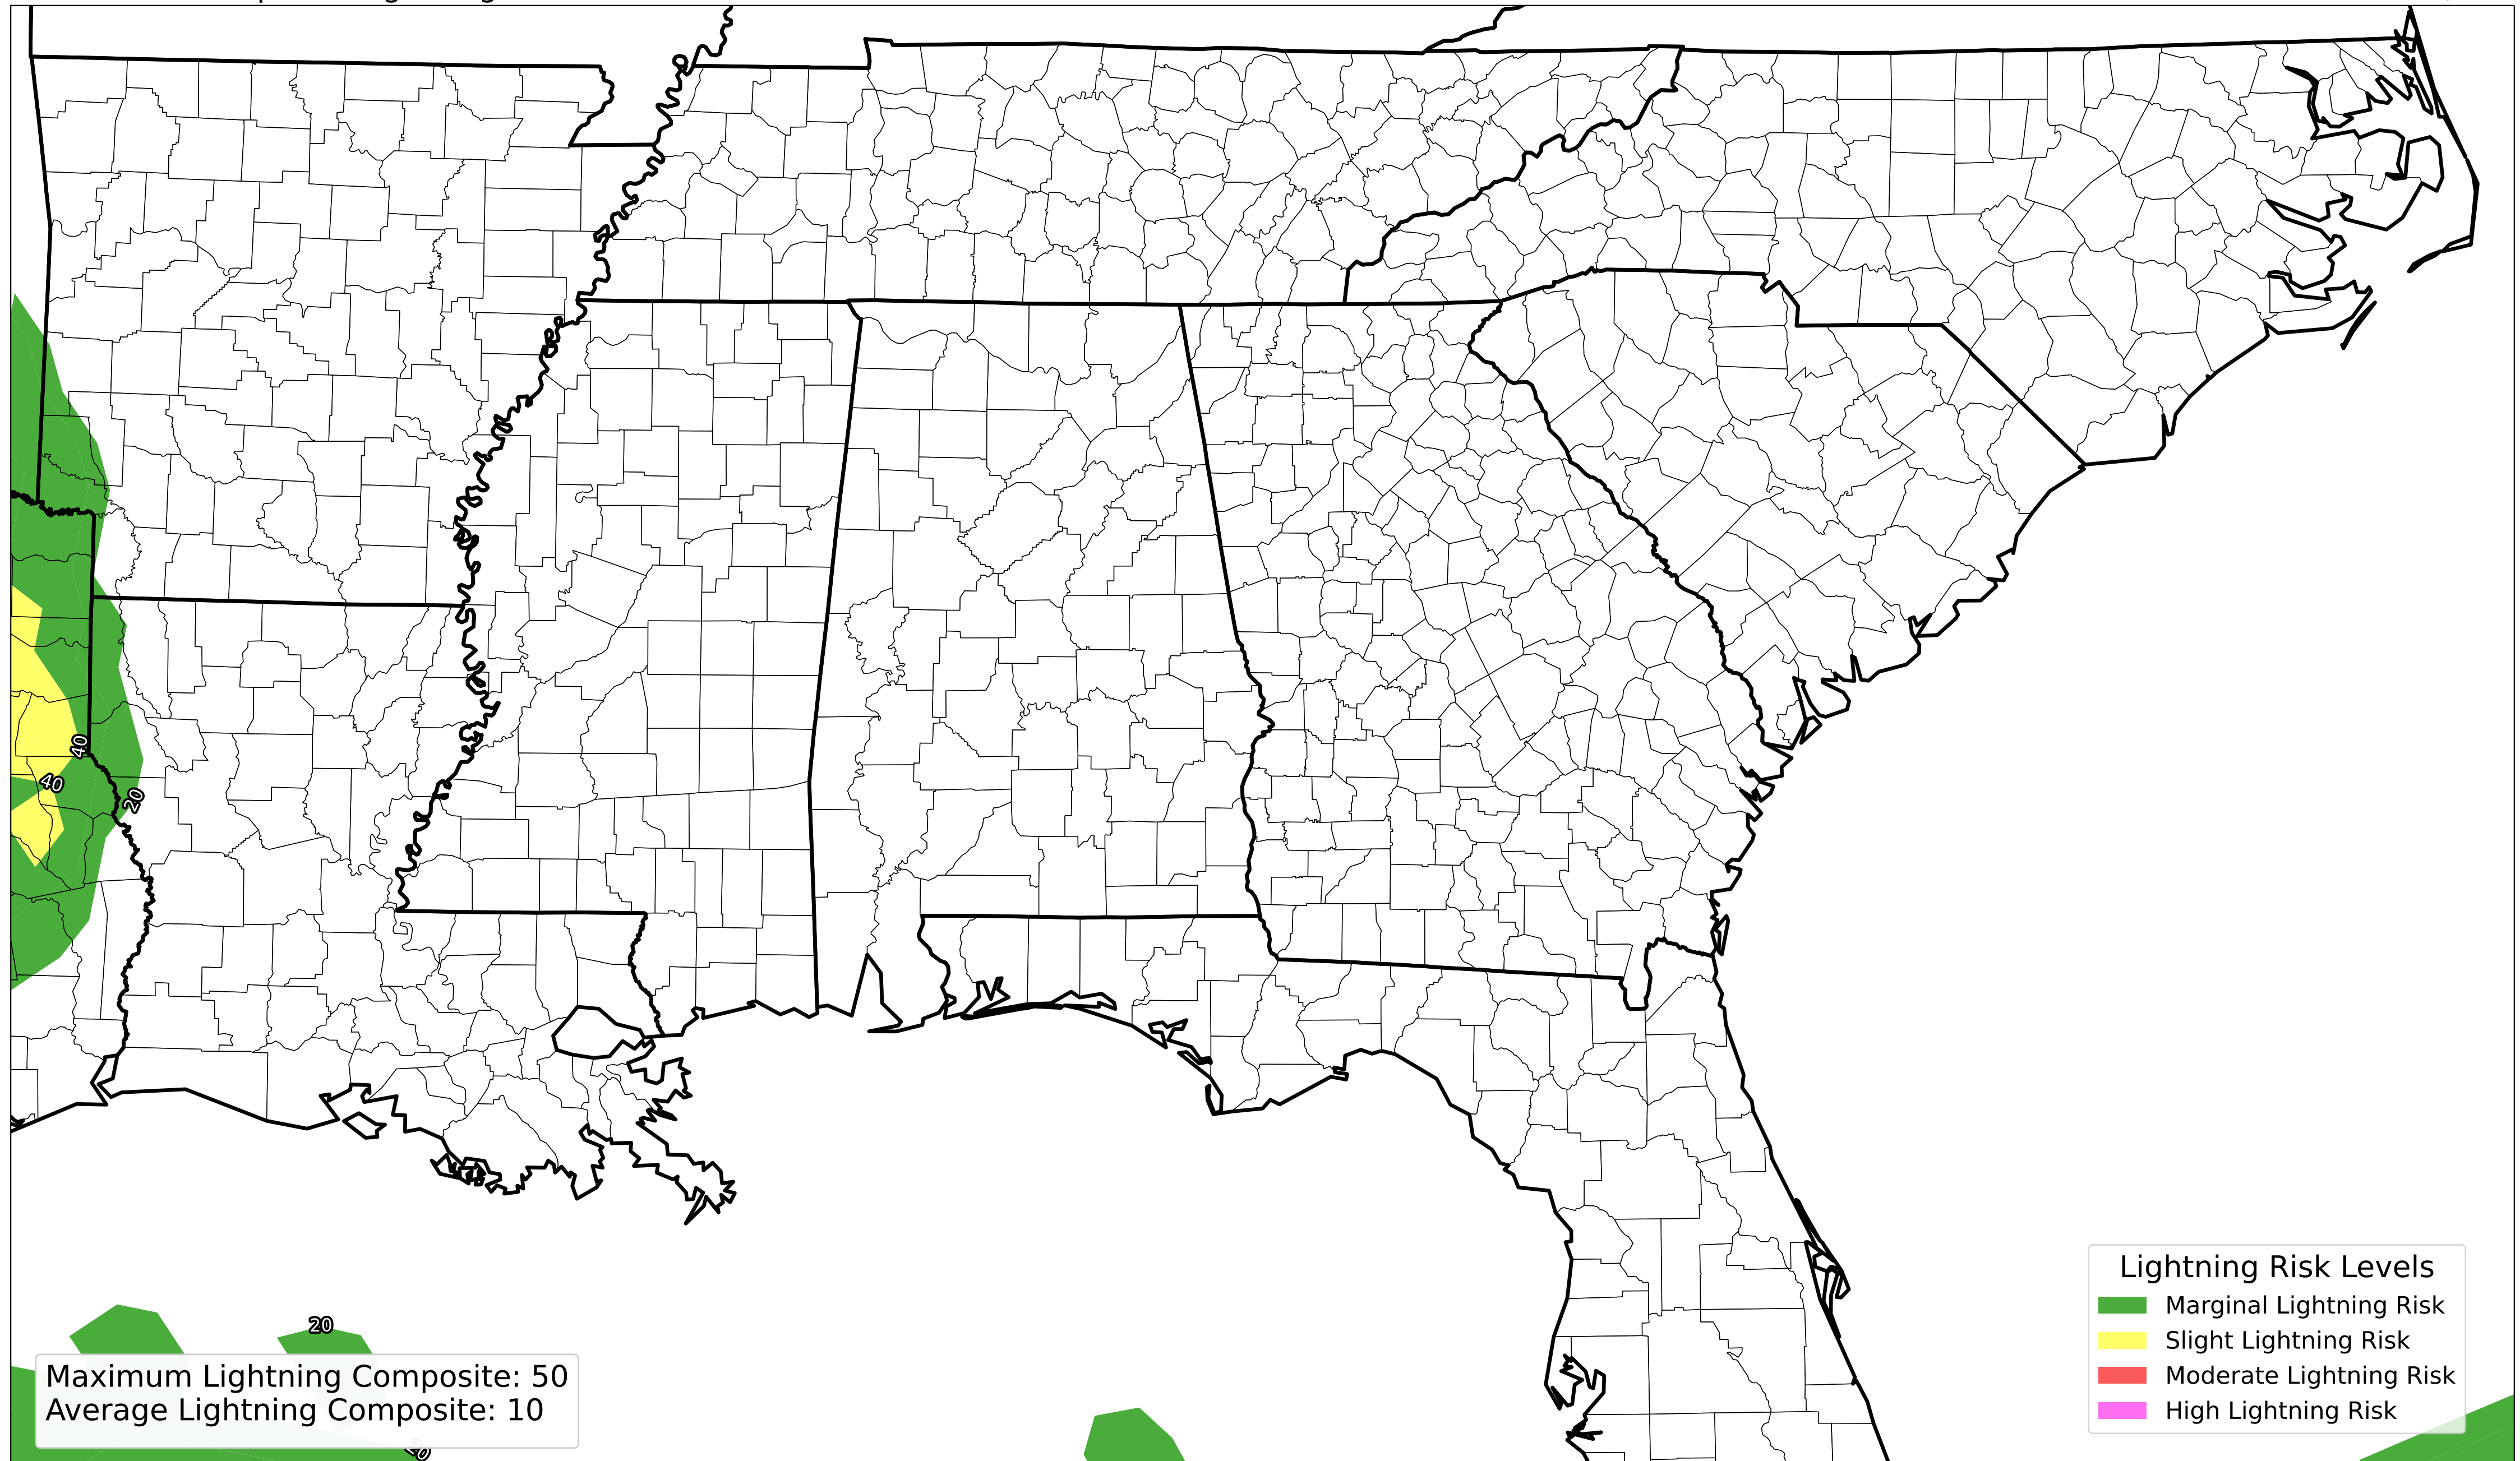 40
40
20
20
20
Maximum Lightning Composite: 50
Average Lightning Composite: 10
Lightning Risk Levels
Marginal Lightning Risk
Slight Lightning Risk
Moderate Lightning Risk
High Lightning Risk